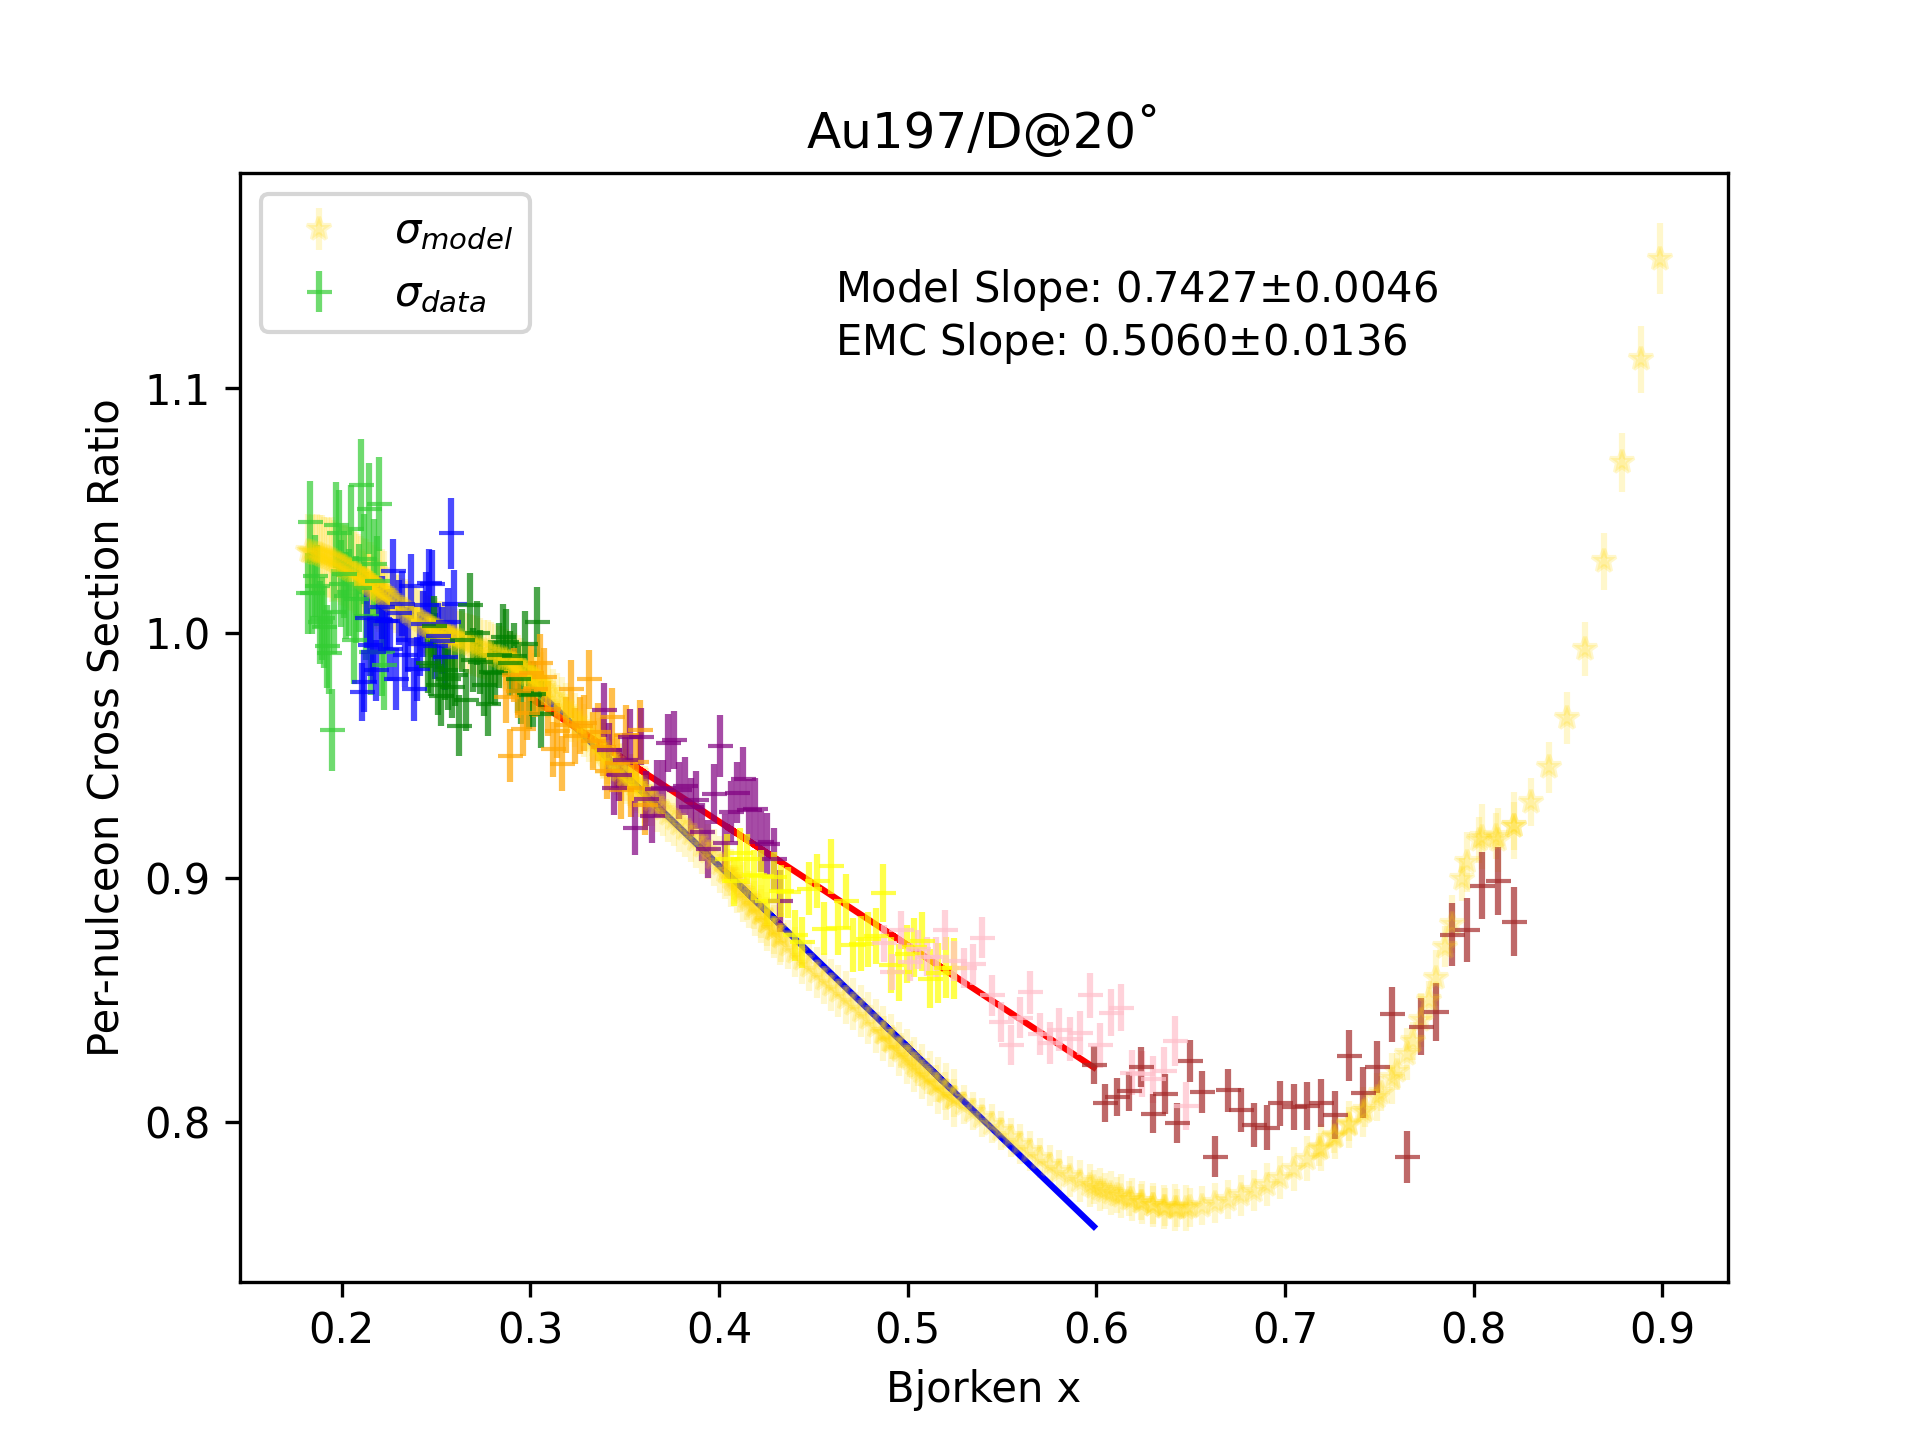 Au197/D@20˚
σmodel
σdata
Model Slope: 0.7427±0.0046
EMC Slope: 0.5060±0.0136
Per-nulceon Cross Section Ratio
1.1
1.0
0.9
0.8
0.2 0.3 0.4 0.5 0.6 0.7 0.8 0.9
Bjorken x